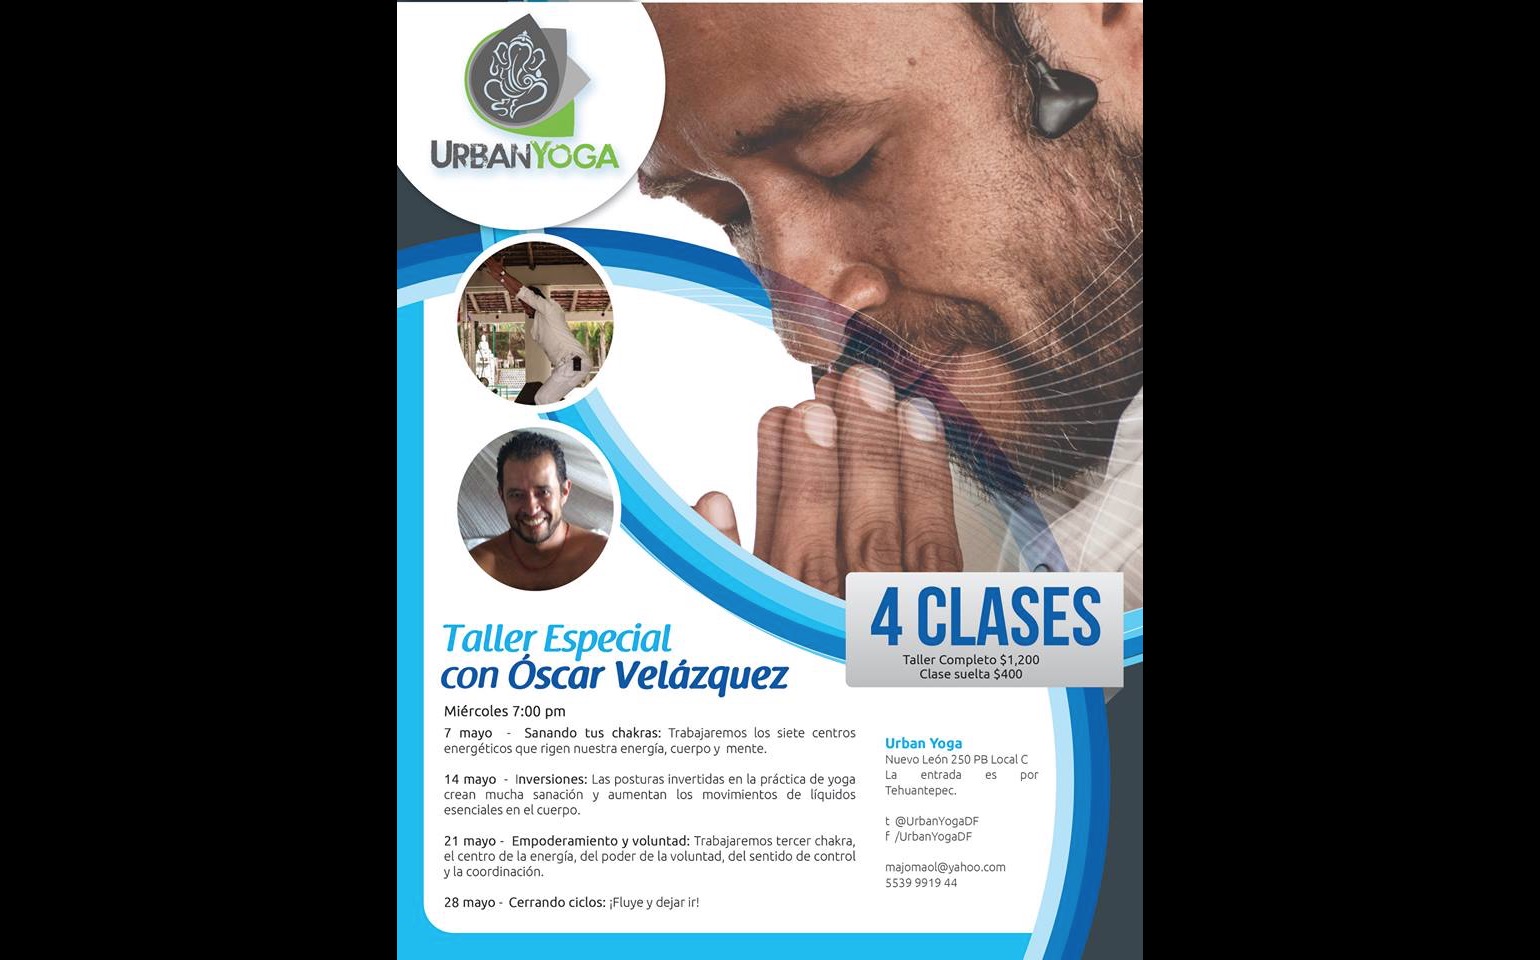 URBANYOGA
4 CLASES
Taller Completo $1,200
Clase suelta $400
Taller Especial
con Óscar Velázquez
Miércoles 7:00 pm
7 mayo - Sanando tus chakras: Trabajaremos los siete centros
energéticos que rigen nuestra energía, cuerpo y mente.
14 mayo - Inversiones: Las posturas invertidas en la práctica de yoga
crean mucha sanación y aumentan los movimientos de líquidos
esenciales en el cuerpo.
21 mayo - Empoderamiento y voluntad: Trabajaremos tercer chakra,
el centro de la energía, del poder de la voluntad, del sentido de control
y la coordinación.
28 mayo - Cerrando ciclos: ¡Fluye y dejar ir!
Urban Yoga
Nuevo León 250 PB Local C
La entrada es por
Tehuantepec.
t @UrbanYogaDF
f /UrbanYogaDF
majomaol@yahoo.com
5539 9919 44